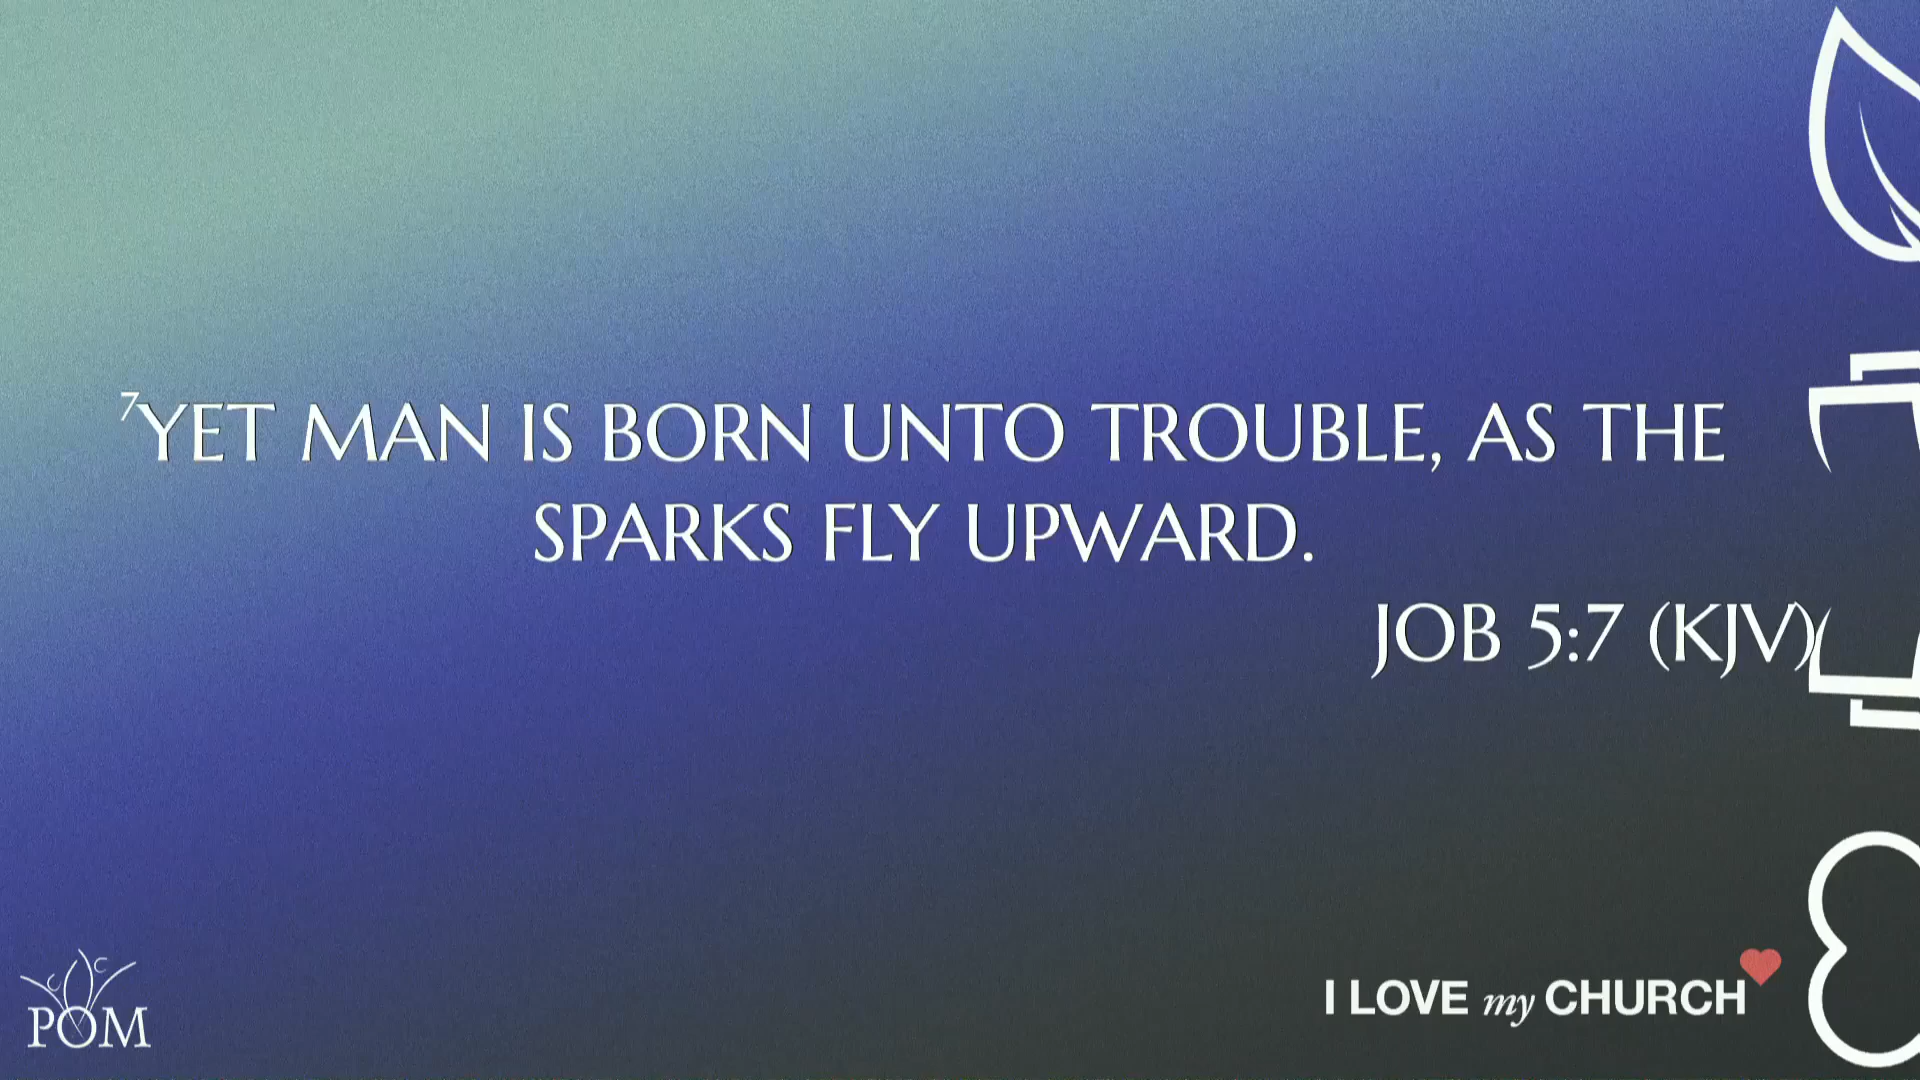 ⁷YET MAN IS BORN UNTO TROUBLE, AS THE
SPARKS FLY UPWARD.
JOB 5:7 (KJV)
I LOVE my CHURCH
POM